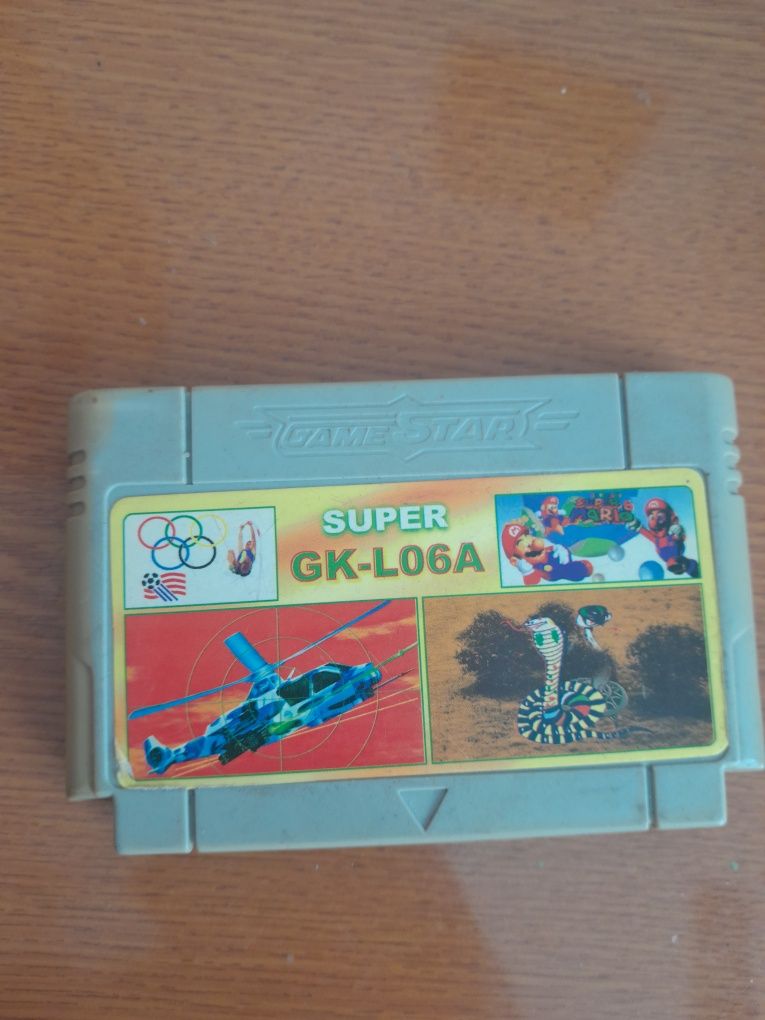 GAME STAR
SUPER
GK-L06A
SUPER
MARIO